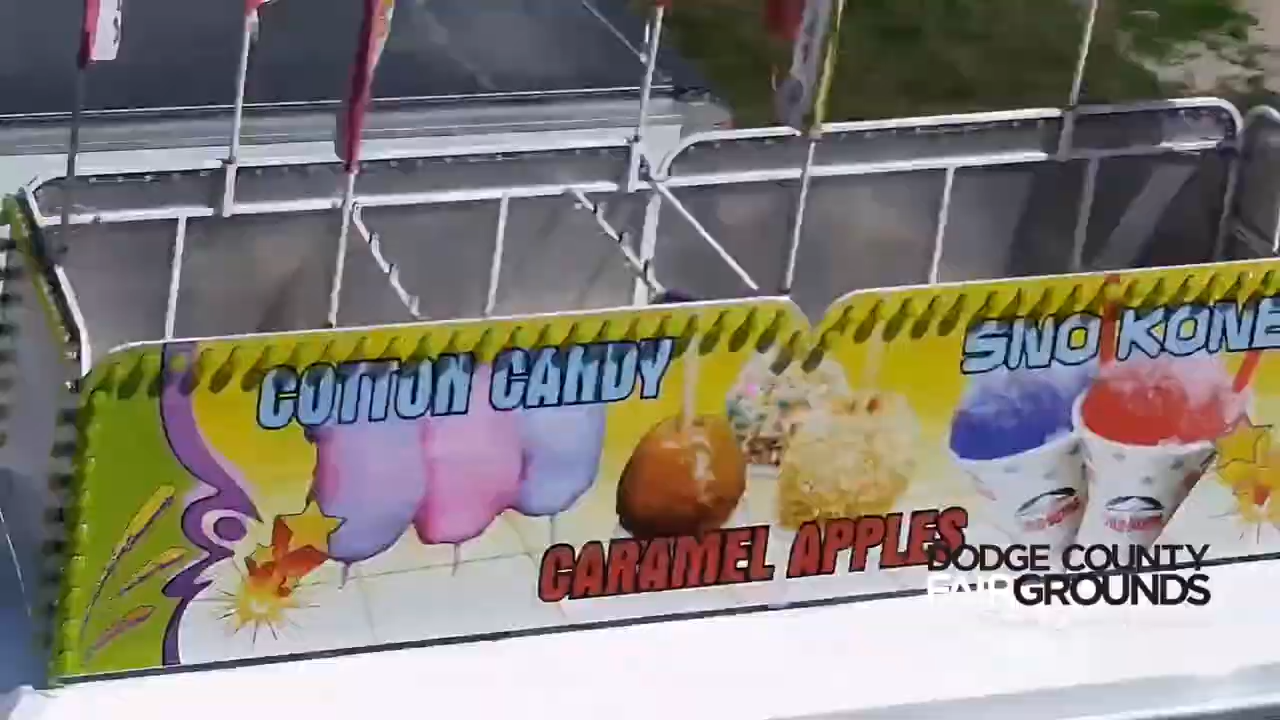 COTTON CANDY
SNO KONE
CARAMEL APPLES
DODGE COUNTY
FAIRGROUNDS